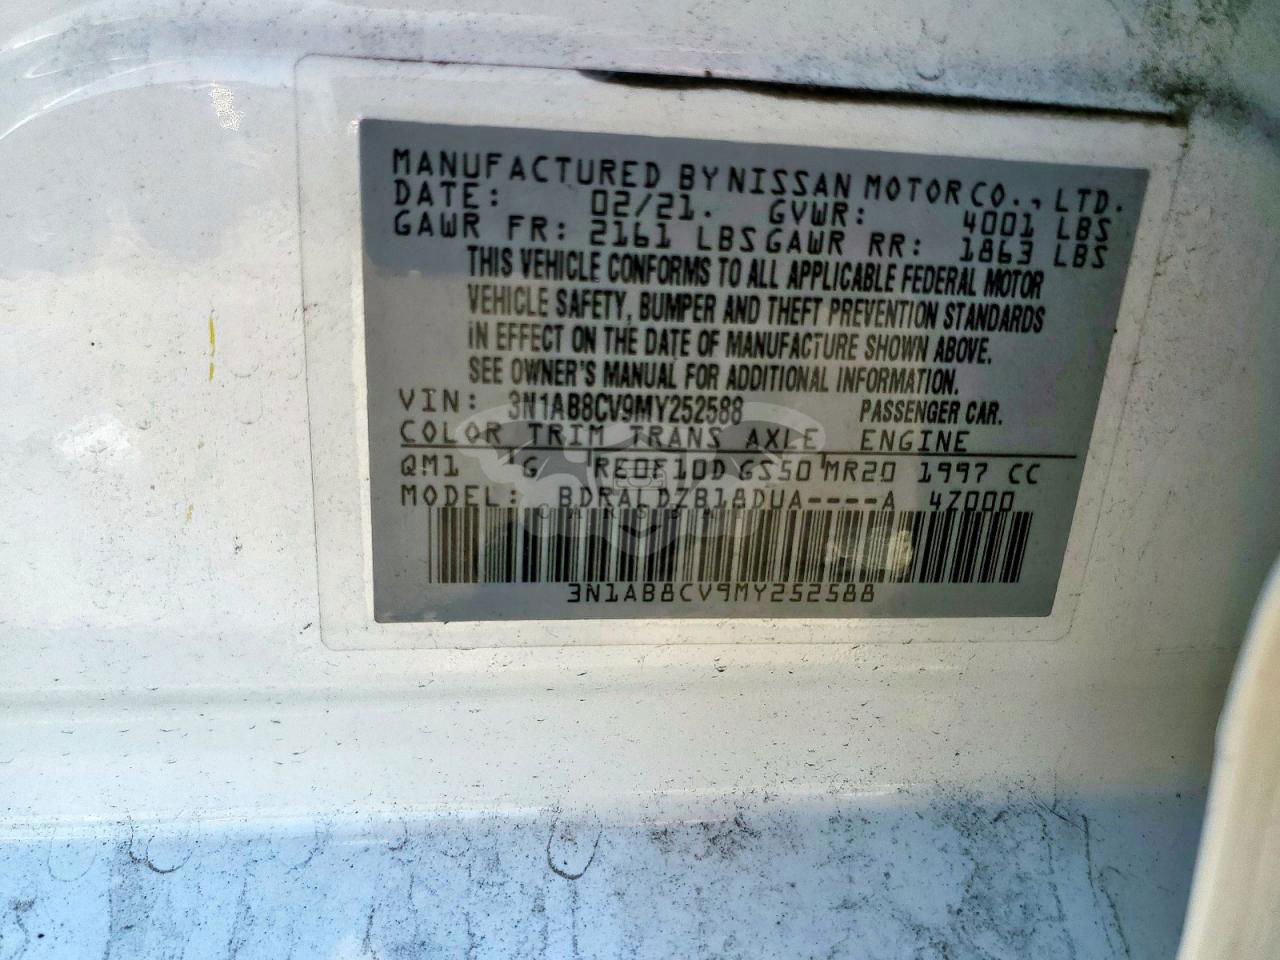 MANUFACTURED BY NISSAN MOTOR CO., LTD.
DATE: 02/21. GVWR: 4001 LBS
GAWR FR: 2161 LBS GAWR RR: 1863 LBS
THIS VEHICLE CONFORMS TO ALL APPLICABLE FEDERAL MOTOR
VEHICLE SAFETY, BUMPER AND THEFT PREVENTION STANDARDS
IN EFFECT ON THE DATE OF MANUFACTURE SHOWN ABOVE.
SEE OWNER'S MANUAL FOR ADDITIONAL INFORMATION.
VIN: 3N1AB8CV9MY252588 PASSENGER CAR.
COLOR TRIM TRANS AXLE ENGINE
QM1 G RE0F10D GS50 MR20 1997 CC
MODEL: BDRALDZB18DUA----A 4Z000
3N1AB8CV9MY252588